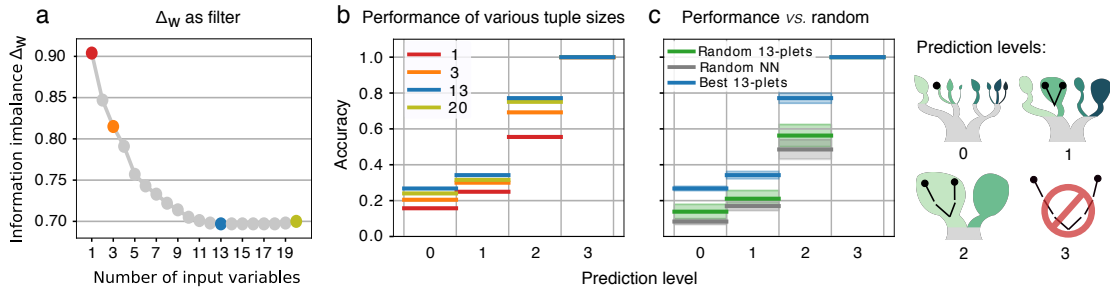 a
Δw as filter
Information imbalance Δw
0.90
0.85
0.80
0.75
0.70
1 3 5 7 9 11 13 15 17 19
Number of input variables
b
Performance of various tuple sizes
Accuracy
1.0
0.8
0.6
0.4
0.2
0.0
1
3
13
20
0 1 2 3
c
Performance vs. random
Random 13-plets
Random NN
Best 13-plets
0 1 2 3
Prediction level
Prediction levels:
0 1
2 3